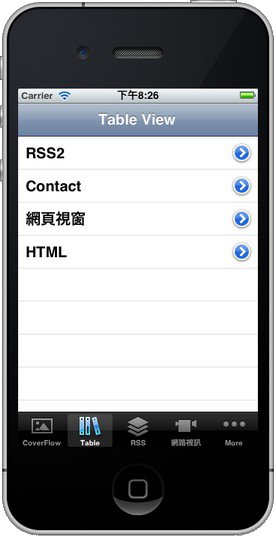 Carrier 下午8:26
Table View
RSS2
Contact
網頁視窗
HTML
CoverFlow Table RSS 網路視訊 More